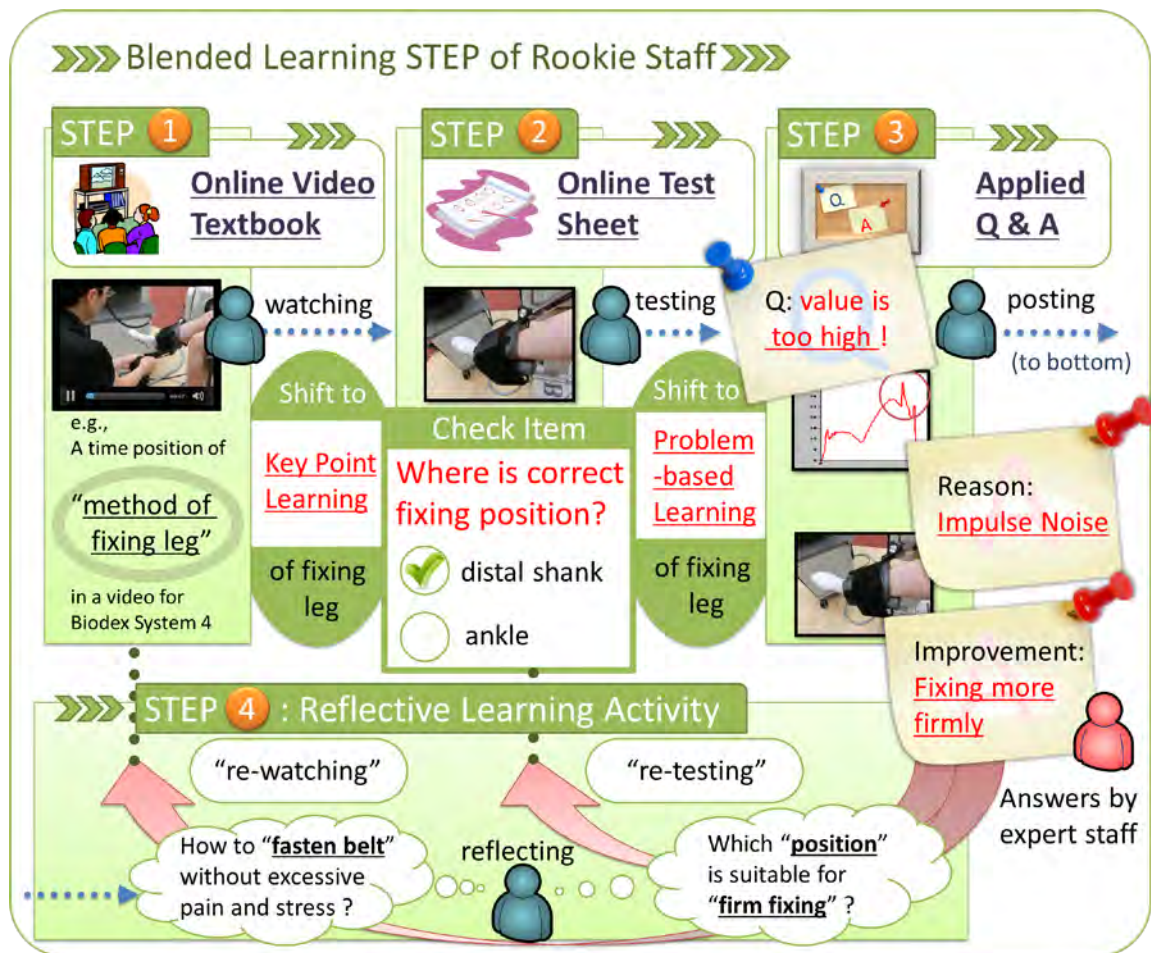 Blended Learning STEP of Rookie Staff
STEP 1
Online Video
Textbook
watching
e.g.,
A time position of
“method of
fixing leg”
in a video for
Biodex System 4
Shift to
Key Point
Learning
of fixing
leg
STEP 2
Online Test
Sheet
testing
Check Item
Where is correct
fixing position?
distal shank
ankle
Shift to
Problem
-based
Learning
of fixing
leg
STEP 3
Q
A
Applied
Q & A
Q: value is
too high !
posting
(to bottom)
Reason:
Impulse Noise
Improvement:
Fixing more
firmly
Answers by
expert staff
STEP 4 : Reflective Learning Activity
“re-watching”
“re-testing”
How to “fasten belt”
without excessive
pain and stress ?
reflecting
Which “position”
is suitable for
“firm fixing” ?